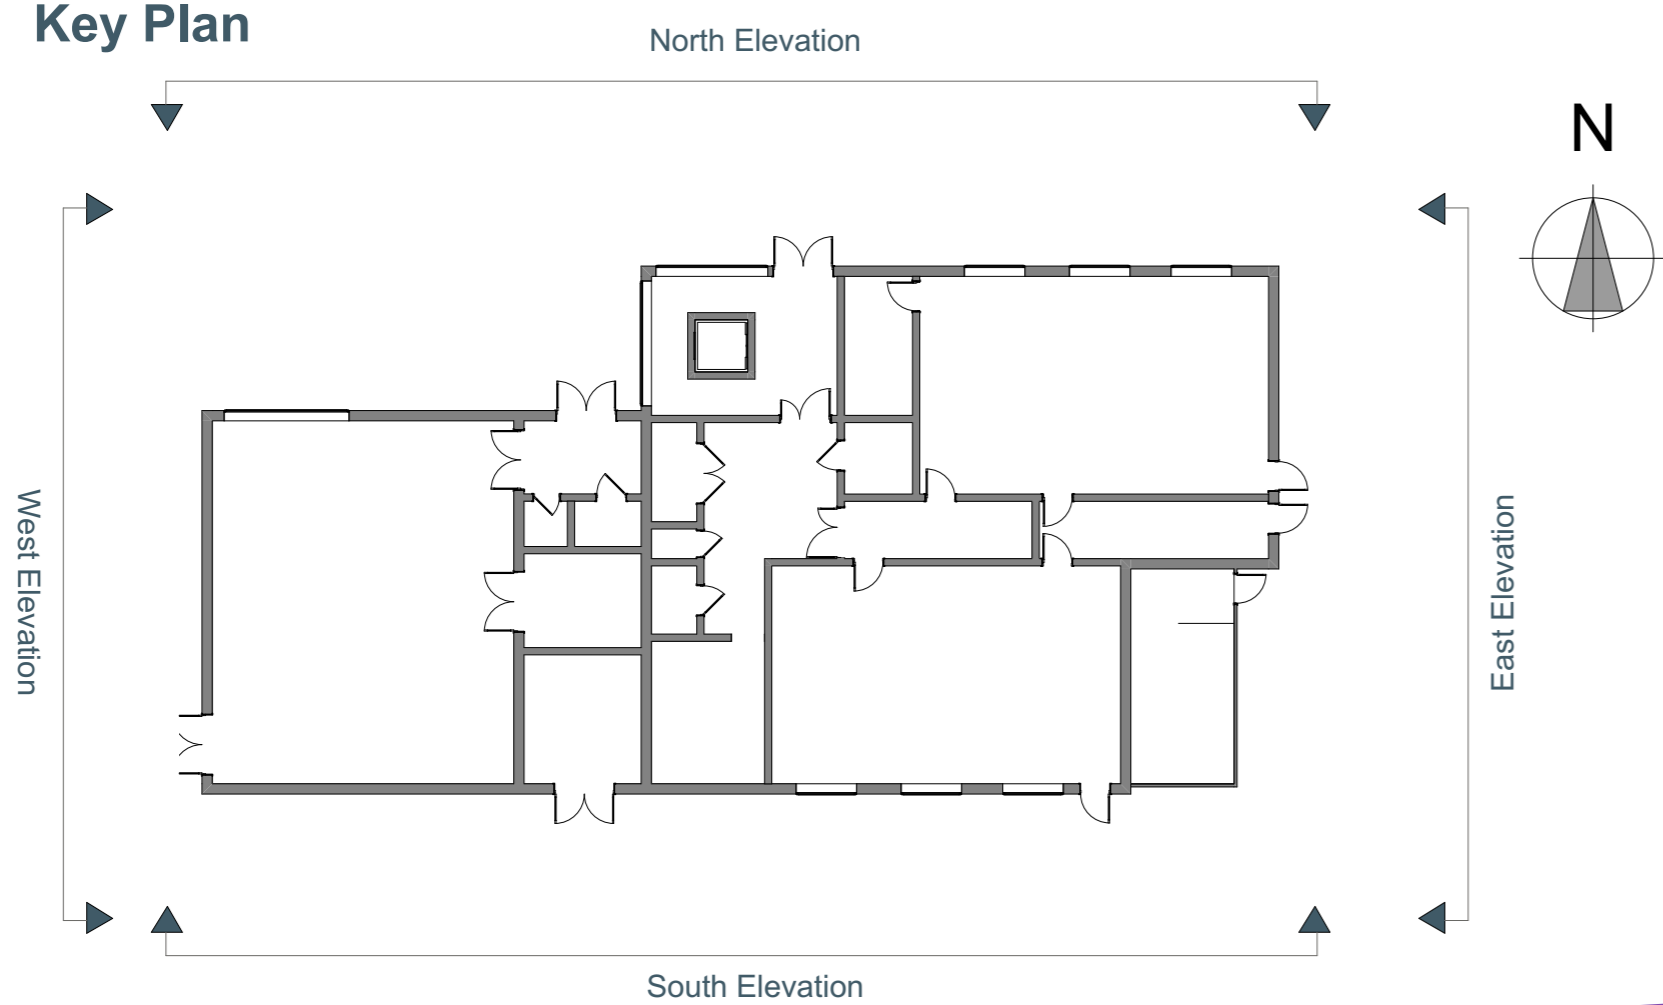 Key Plan
North Elevation
N
West Elevation
East Elevation
South Elevation